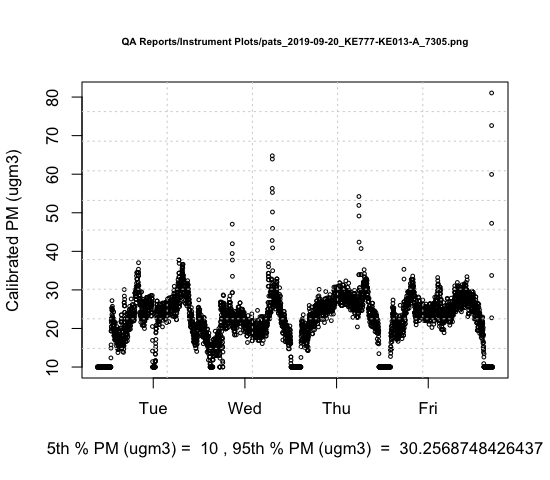 QA Reports/Instrument Plots/pats_2019-09-20_KE777-KE013-A_7305.png
80
70
60
50
40
30
20
10
Calibrated PM (ugm3)
Tue Wed Thu Fri
5th % PM (ugm3) = 10 , 95th % PM (ugm3) = 30.2568748426437